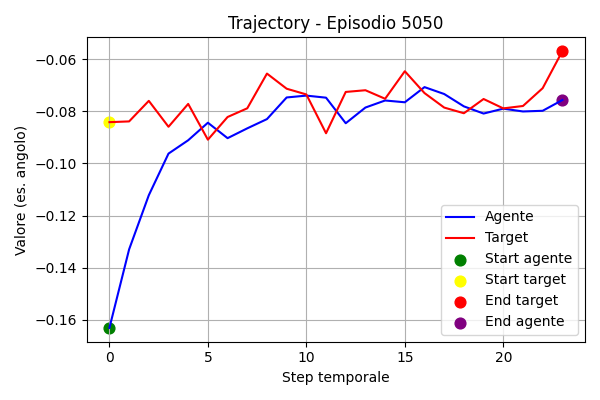 Trajectory - Episodio 5050
Valore (es. angolo)
−0.06
−0.08
−0.10
−0.12
−0.14
−0.16
0
5
10
15
20
Step temporale
Agente
Target
Start agente
Start target
End target
End agente